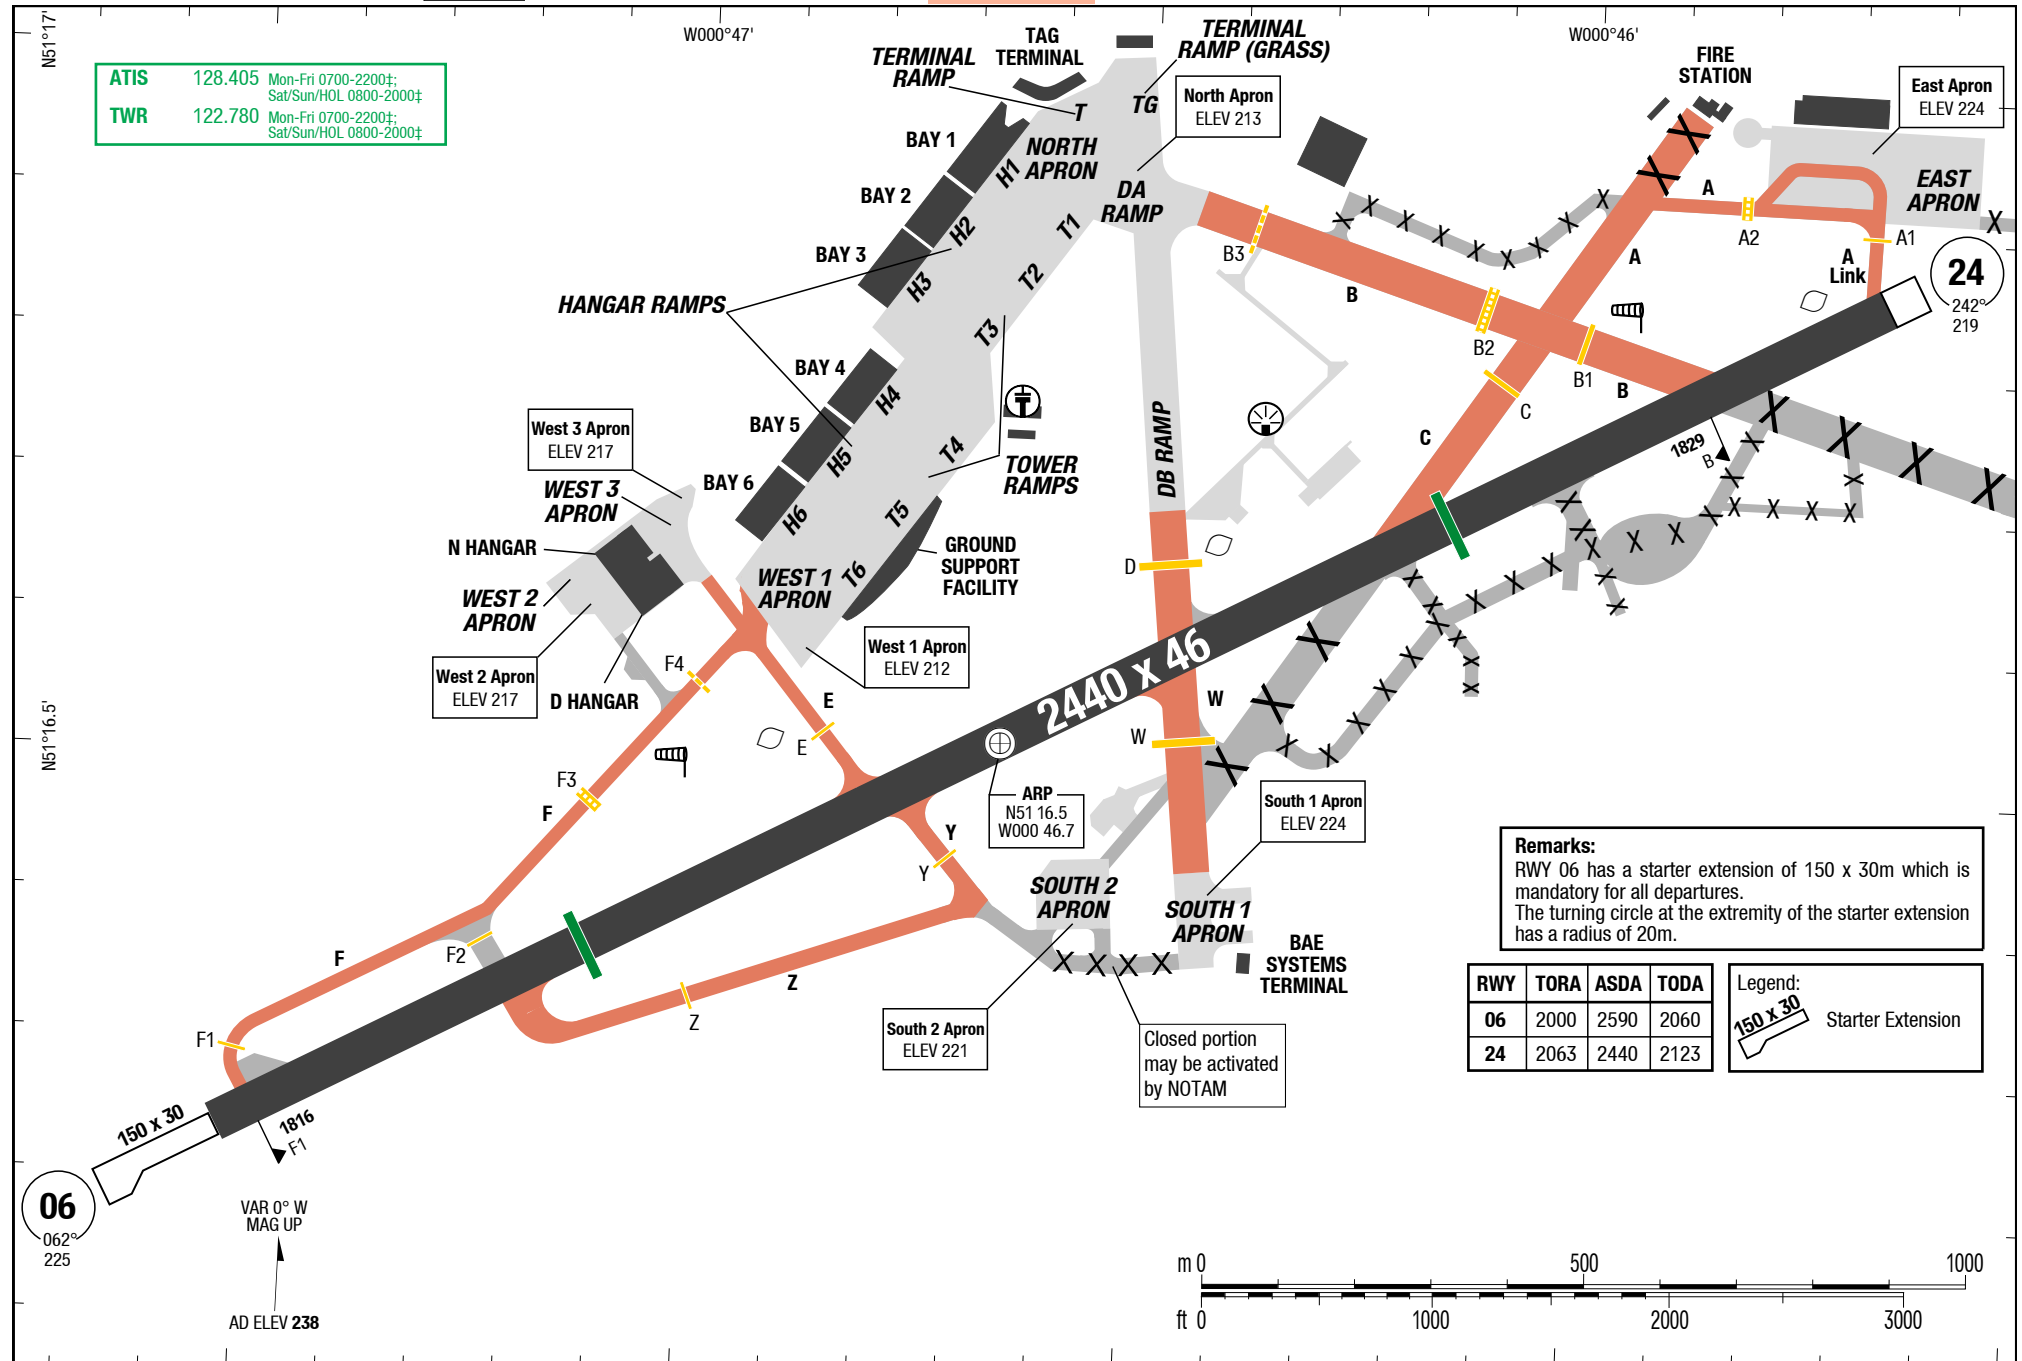 N51°17'
W000°47'
W000°46'
N51°16.5'
ATIS 128.405 Mon-Fri 0700-2200‡;
Sat/Sun/HOL 0800-2000‡
TWR 122.780 Mon-Fri 0700-2200‡;
Sat/Sun/HOL 0800-2000‡
TERMINAL
RAMP
TAG
TERMINAL
TERMINAL
RAMP (GRASS)
T
TG
North Apron
ELEV 213
FIRE
STATION
East Apron
ELEV 224
BAY 1
BAY 2
BAY 3
BAY 4
BAY 5
BAY 6
H1
H2
H3
H4
H5
H6
NORTH
APRON
DA
RAMP
T1
T2
T3
T4
T5
T6
HANGAR RAMPS
TOWER
RAMPS
DB RAMP
GROUND
SUPPORT
FACILITY
EAST
APRON
A
A2
A1
A
A
Link
24
242°
219
B3
B
B2
B1
B
C
C
1829
B
West 3 Apron
ELEV 217
WEST 3
APRON
N HANGAR
WEST 2
APRON
West 2 Apron
ELEV 217
D HANGAR
WEST 1
APRON
West 1 Apron
ELEV 212
D
F4
E
E
F3
F
2440 x 46
W
W
ARP
N51 16.5
W000 46.7
Y
Y
South 1 Apron
ELEV 224
SOUTH 2
APRON
SOUTH 1
APRON
BAE
SYSTEMS
TERMINAL
F2
F
Z
Z
F1
South 2 Apron
ELEV 221
Closed portion
may be activated
by NOTAM
Remarks:
RWY 06 has a starter extension of 150 x 30m which is
mandatory for all departures.
The turning circle at the extremity of the starter extension
has a radius of 20m.
RWY TORA ASDA TODA
06 2000 2590 2060
24 2063 2440 2123
Legend:
150 x 30
Starter Extension
150 x 30
1816
F1
06
062°
225
VAR 0° W
MAG UP
AD ELEV 238
m 0 500 1000
ft 0 1000 2000 3000